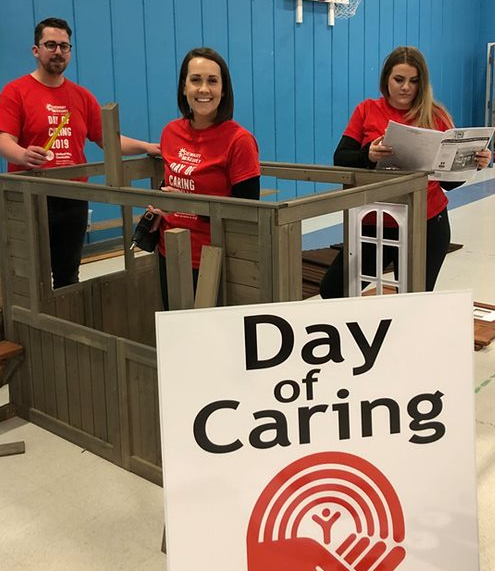 DAY OF
CARING
2019
DAY OF
CARING
Day
of
Caring